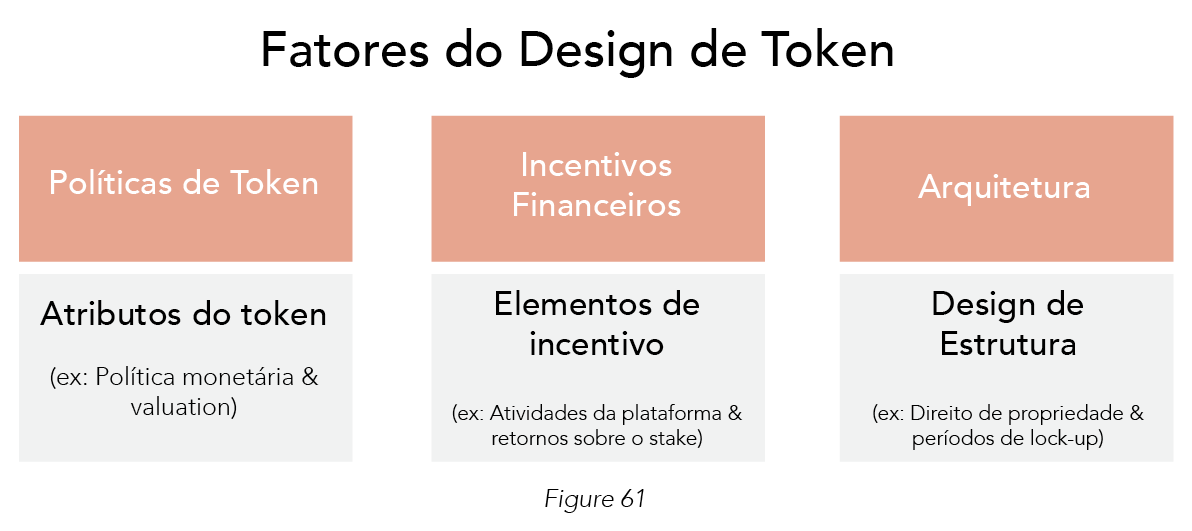 Fatores do Design de Token
Políticas de Token
Incentivos
Financeiros
Arquitetura
Atributos do token
(ex: Política monetária &
valuation)
Elementos de
incentivo
(ex: Atividades da plataforma &
retornos sobre o stake)
Design de
Estrutura
(ex: Direito de propriedade &
períodos de lock-up)
Figure 61